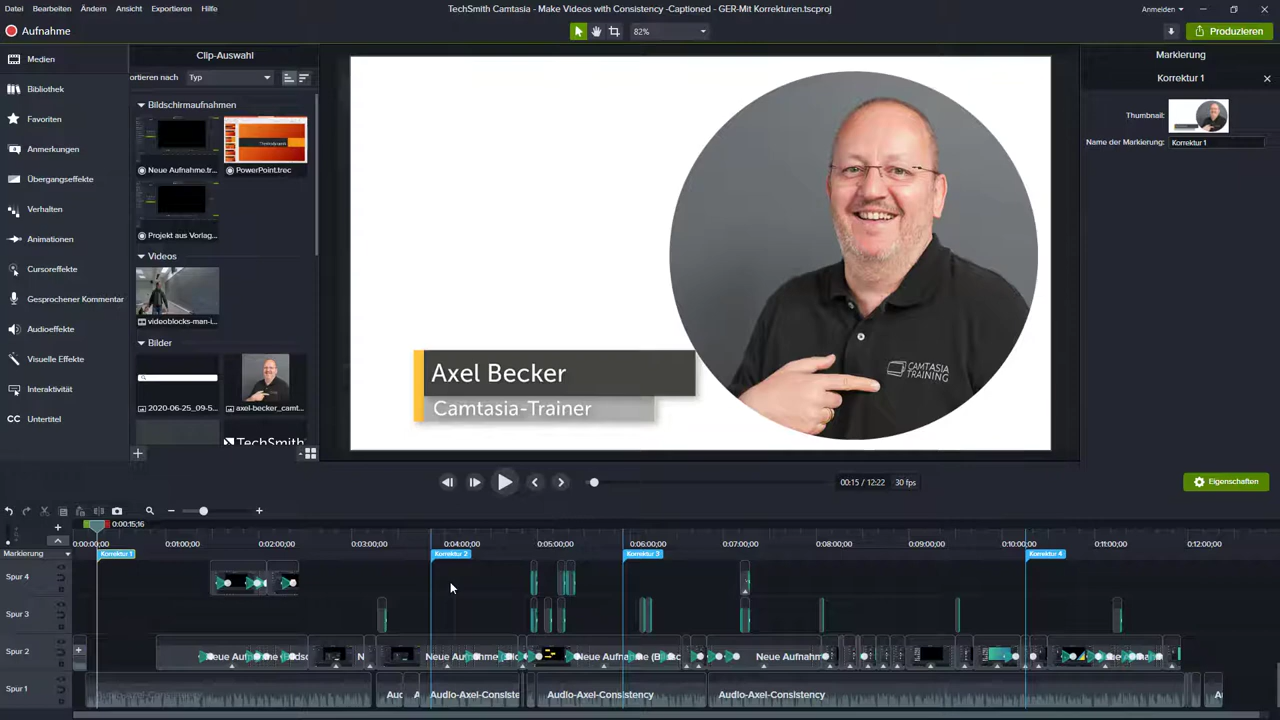 Datei Bearbeiten Ändern Ansicht Exportieren Hilfe
TechSmith Camtasia - Make Videos with Consistency -Captioned - GER-Mit Korrekturen.tscproj
Anmelden
Aufnahme
82%
Produzieren
Medien
Bibliothek
Favoriten
Anmerkungen
Übergangseffekte
Verhalten
Animationen
Cursoreffekte
Gesprochener Kommentar
Audioeffekte
Visuelle Effekte
Interaktivität
Untertitel
Clip-Auswahl
ortieren nach Typ
Bildschirmaufnahmen
Neue Aufnahme.tr... PowerPoint.trec
Projekt aus Vorlag...
Videos
videoblocks-man-i...
Bilder
2020-06-25_09-5... axel-becker_camt...
TechSmith
Axel Becker
Camtasia-Trainer
CAMTASIA
TRAINING
Markierung
Korrektur 1
Thumbnail:
Name der Markierung: Korrektur 1
00:15 / 12:22 30 fps
Eigenschaften
0:00:15;16
0:00:00;00 0:01:00;00 0:02:00;00 0:03:00;00 0:04:00;00 0:05:00;00 0:06:00;00 0:07:00;00 0:08:00;00 0:09:00;00 0:10:00;00 0:11:00;00 0:12:00;00
Markierung Korrektur 1 Korrektur 2 Korrektur 3 Korrektur 4
Spur 4
Spur 3
Spur 2
Spur 1 Audio-Axel-Consiste Audio-Axel-Consistency Audio-Axel-Consistency